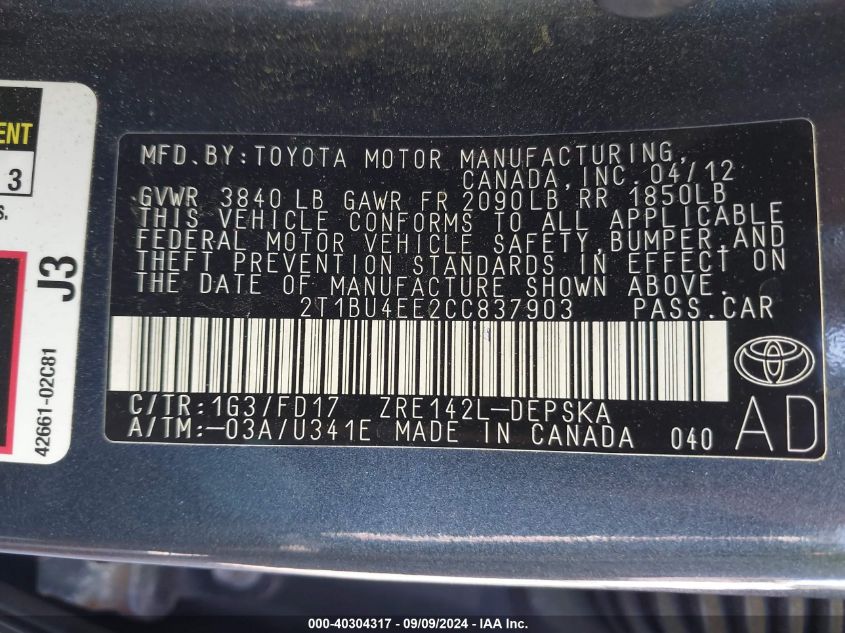 ENT
3
S.
J3
42661-02C81
MFD.BY:TOYOTA MOTOR MANUFACTURING,
CANADA,INC. 04/12
GVWR 3840 LB GAWR FR 2090LB RR 1850LB
THIS VEHICLE CONFORMS TO ALL APPLICABLE
FEDERAL MOTOR VEHICLE SAFETY,BUMPER,AND
THEFT PREVENTION STANDARDS IN EFFECT ON
THE DATE OF MANUFACTURE SHOWN ABOVE.
2T1BU4EE2CC837903 PASS.CAR
C/TR:1G3/FD17 ZRE142L-DEPSKA
A/TM:-03A/U341E MADE IN CANADA 040
AD
000-40304317 - 09/09/2024 - IAA Inc.